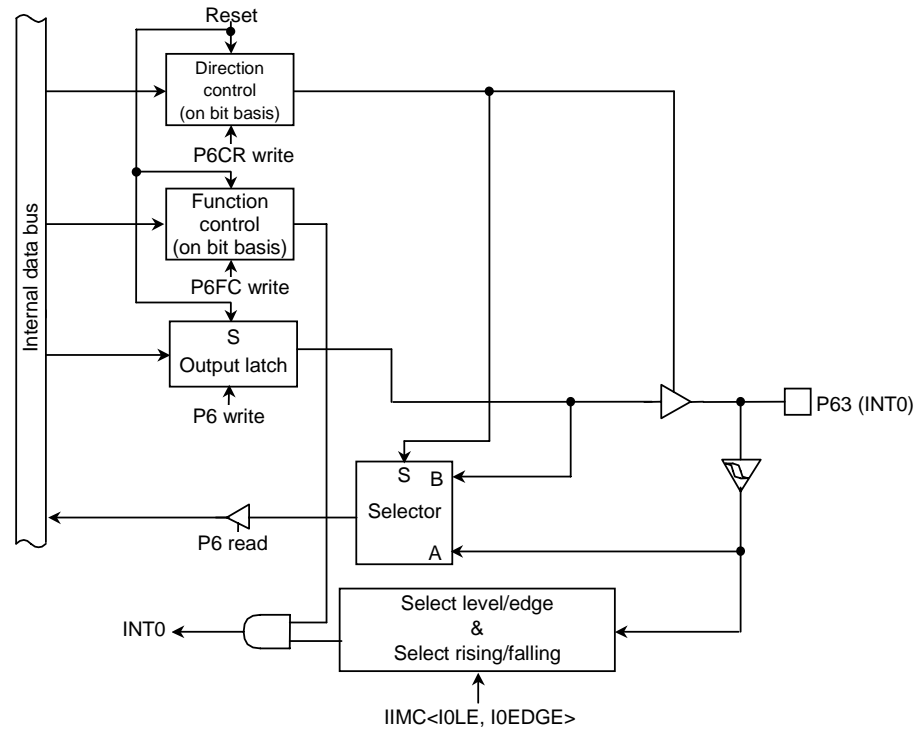 Reset
Direction
control
(on bit basis)
P6CR write
Function
control
(on bit basis)
P6FC write
Internal data bus
S
Output latch
P6 write
P63 (INT0)
S
B
Selector
A
P6 read
Select level/edge
&
Select rising/falling
INT0
IIMC<I0LE, I0EDGE>